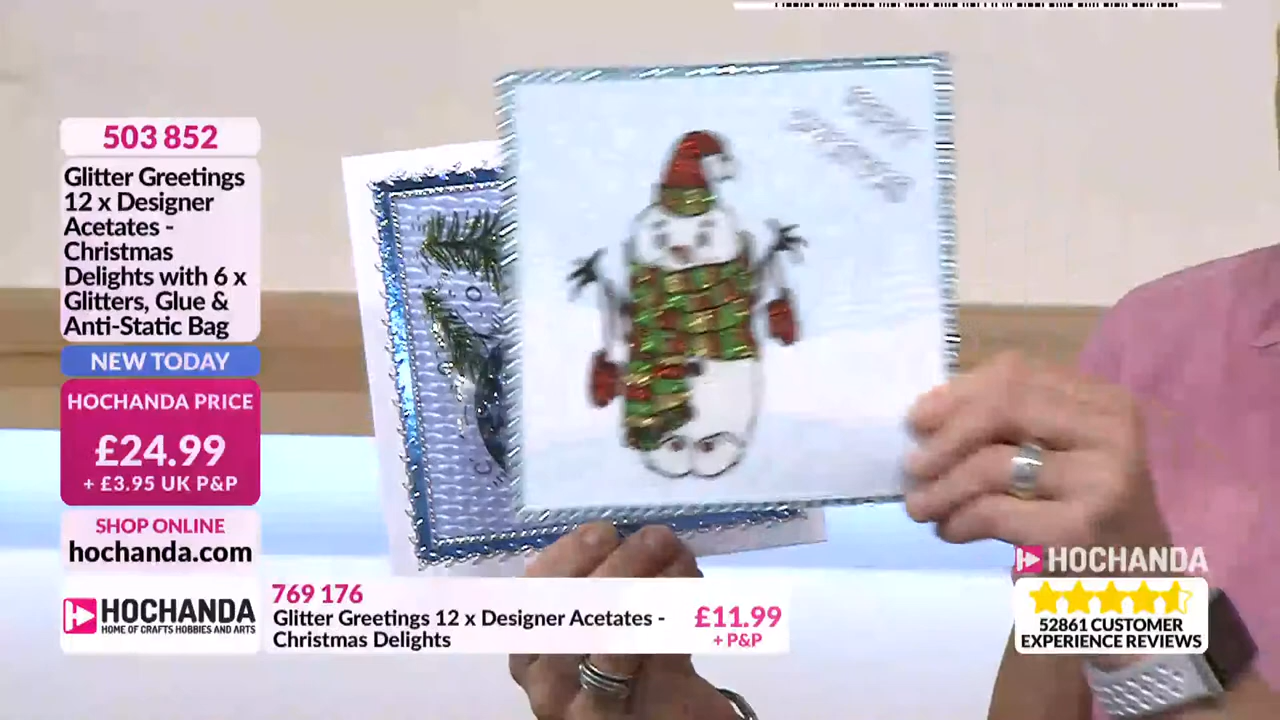 503 852
Glitter Greetings
12 x Designer
Acetates -
Christmas
Delights with 6 x
Glitters, Glue &
Anti-Static Bag
NEW TODAY
HOCHANDA PRICE
£24.99
+ £3.95 UK P&P
SHOP ONLINE
hochanda.com
HOCHANDA
HOME OF CRAFTS HOBBIES AND ARTS
769 176
Glitter Greetings 12 x Designer Acetates -
Christmas Delights
£11.99
+ P&P
HOCHANDA
52861 CUSTOMER
EXPERIENCE REVIEWS